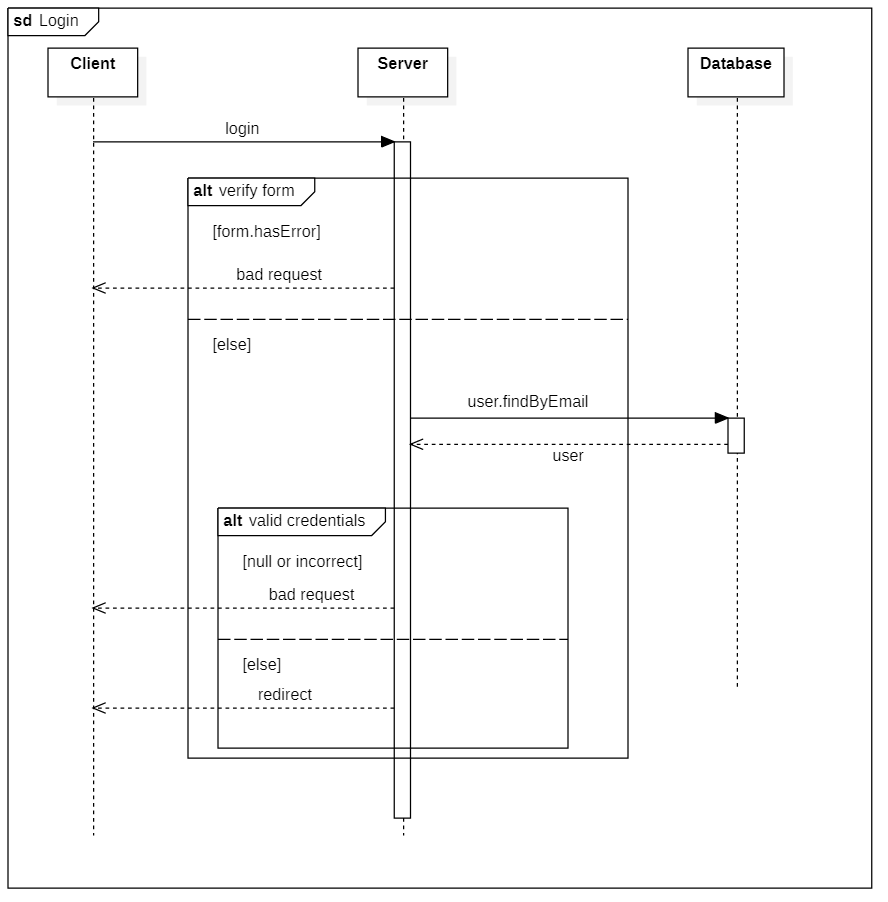 sd Login
Client
Server
Database
login
alt verify form
[form.hasError]
bad request
[else]
user.findByEmail
user
alt valid credentials
[null or incorrect]
bad request
[else]
redirect